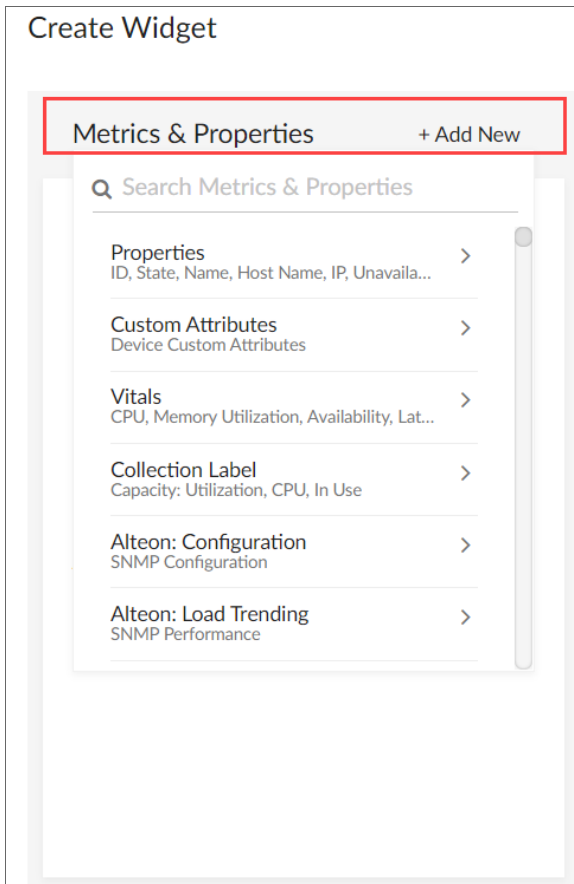 Create Widget
Metrics & Properties
+ Add New
Search Metrics & Properties
Properties
ID, State, Name, Host Name, IP, Unavaila...
Custom Attributes
Device Custom Attributes
Vitals
CPU, Memory Utilization, Availability, Lat...
Collection Label
Capacity: Utilization, CPU, In Use
Alteon: Configuration
SNMP Configuration
Alteon: Load Trending
SNMP Performance